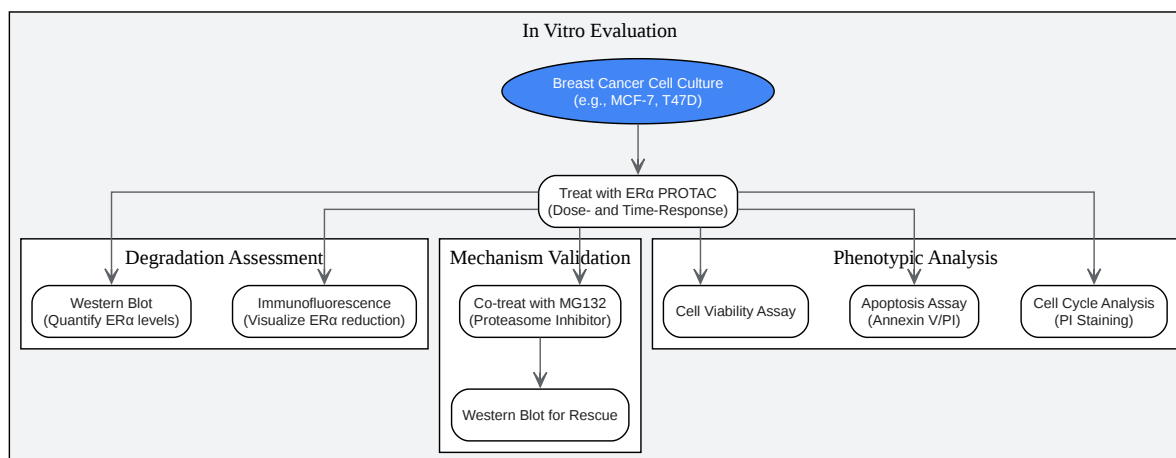 In Vitro Evaluation
Breast Cancer Cell Culture
(e.g., MCF-7, T47D)
Treat with ERα PROTAC
(Dose- and Time-Response)
Degradation Assessment
Western Blot
(Quantify ERα levels)
Immunofluorescence
(Visualize ERα reduction)
Mechanism Validation
Co-treat with MG132
(Proteasome Inhibitor)
Western Blot for Rescue
Phenotypic Analysis
Cell Viability Assay
Apoptosis Assay
(Annexin V/PI)
Cell Cycle Analysis
(PI Staining)